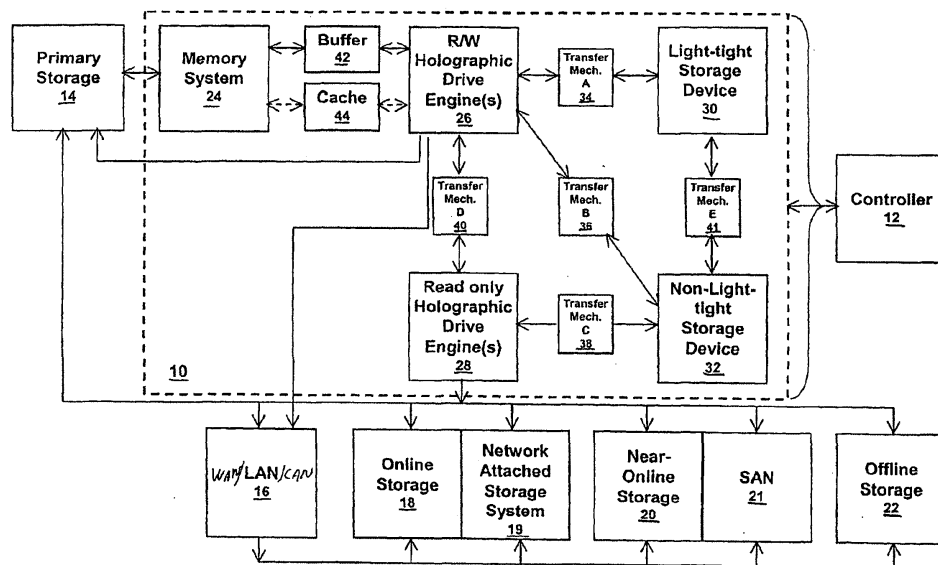 Primary
Storage
14
Memory
System
24
Buffer
42
Cache
44
R/W
Holographic
Drive
Engine(s)
26
Transfer
Mech.
A
34
Light-tight
Storage
Device
30
Transfer
Mech.
D
40
Transfer
Mech.
B
36
Transfer
Mech.
E
41
Controller
12
Read only
Holographic
Drive
Engine(s)
28
Transfer
Mech.
C
38
Non-Light-
tight
Storage
Device
32
10
WAN/LAN/CAN
16
Online
Storage
18
Network
Attached
Storage
System
19
Near-
Online
Storage
20
SAN
21
Offline
Storage
22